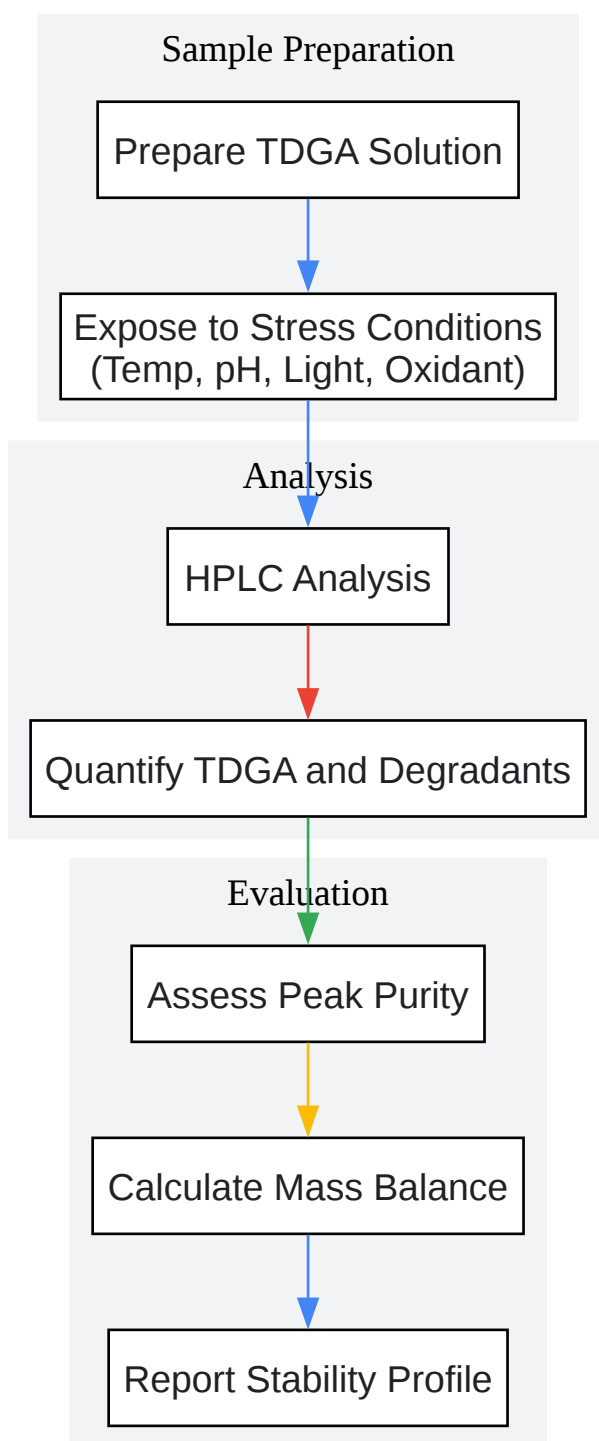 Sample Preparation
Prepare TDGA Solution
Expose to Stress Conditions
(Temp, pH, Light, Oxidant)
Analysis
HPLC Analysis
Quantify TDGA and Degradants
Evaluation
Assess Peak Purity
Calculate Mass Balance
Report Stability Profile